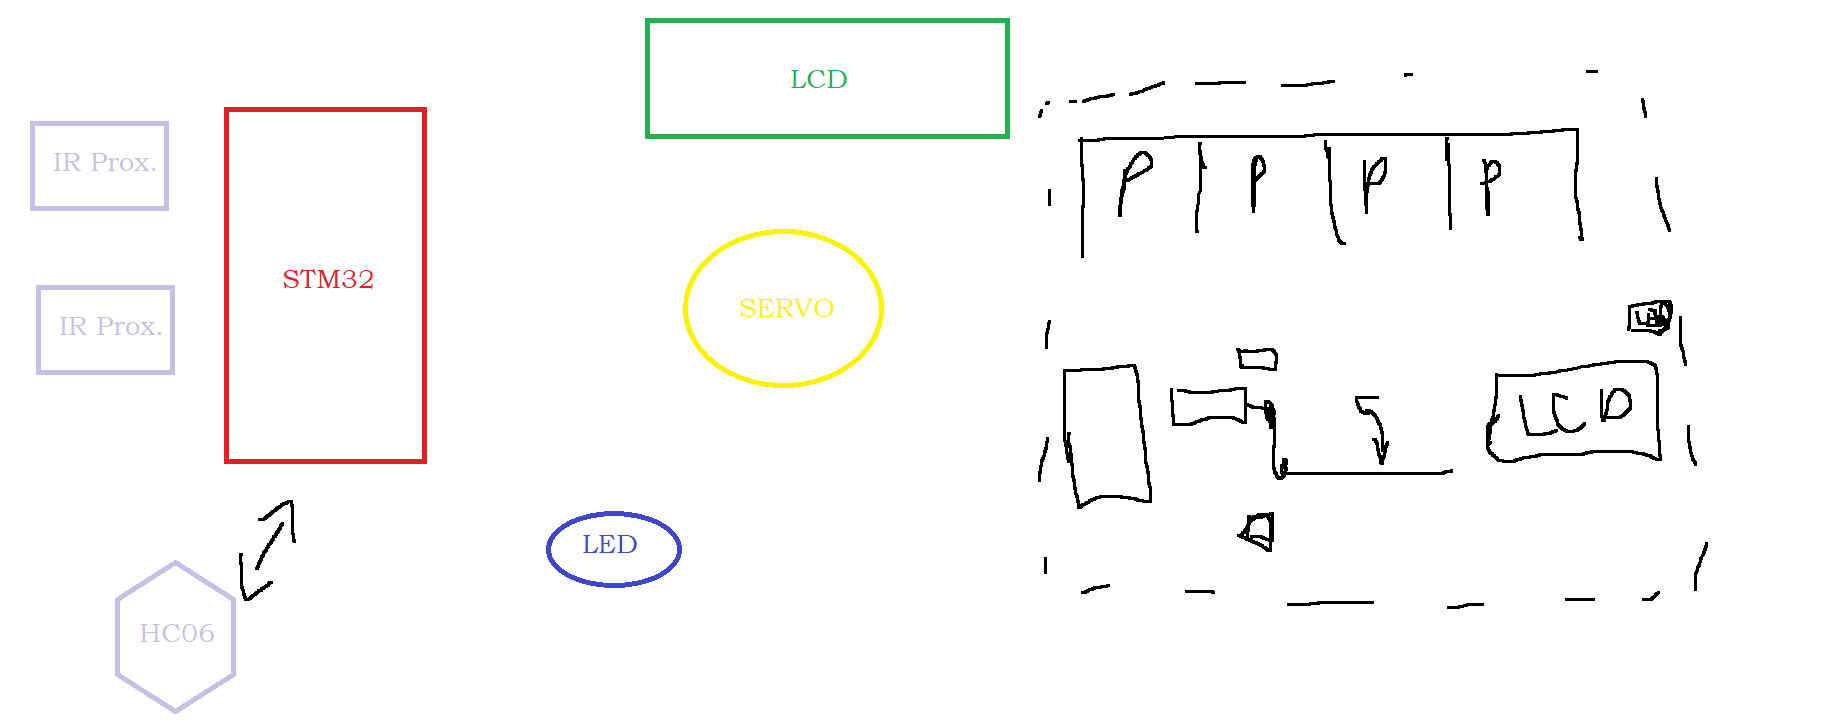 LCD
IR Prox.
STM32
IR Prox.
SERVO
LED
HC06
P P P P
LED
LCD